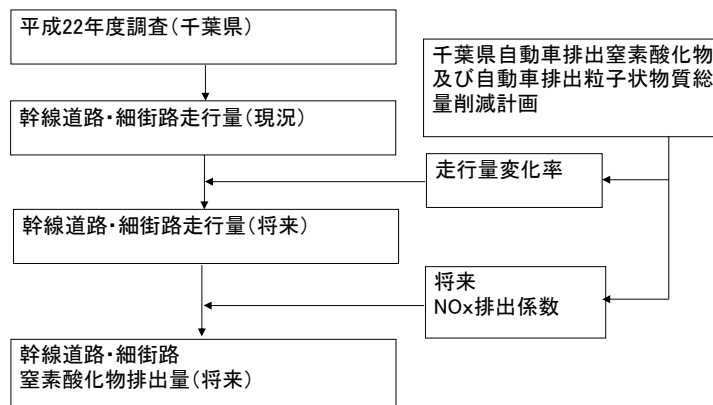 平成22年度調査(千葉県)
千葉県自動車排出窒素酸化物
及び自動車排出粒子状物質総
量削減計画
幹線道路・細街路走行量(現況)
走行量変化率
幹線道路・細街路走行量(将来)
将来
NOx排出係数
幹線道路・細街路
窒素酸化物排出量(将来)